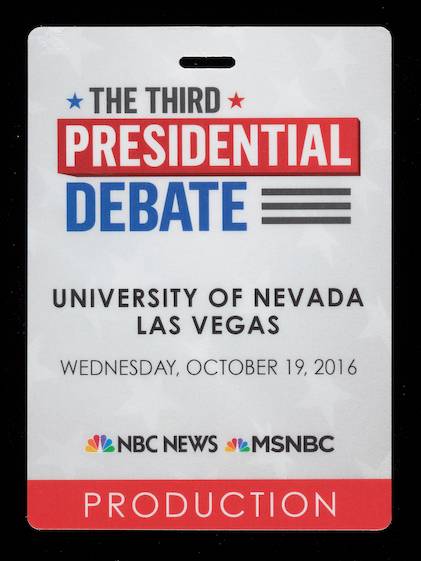 THE THIRD
PRESIDENTIAL
DEBATE
UNIVERSITY OF NEVADA
LAS VEGAS
WEDNESDAY, OCTOBER 19, 2016
NBC NEWS MSNBC
PRODUCTION